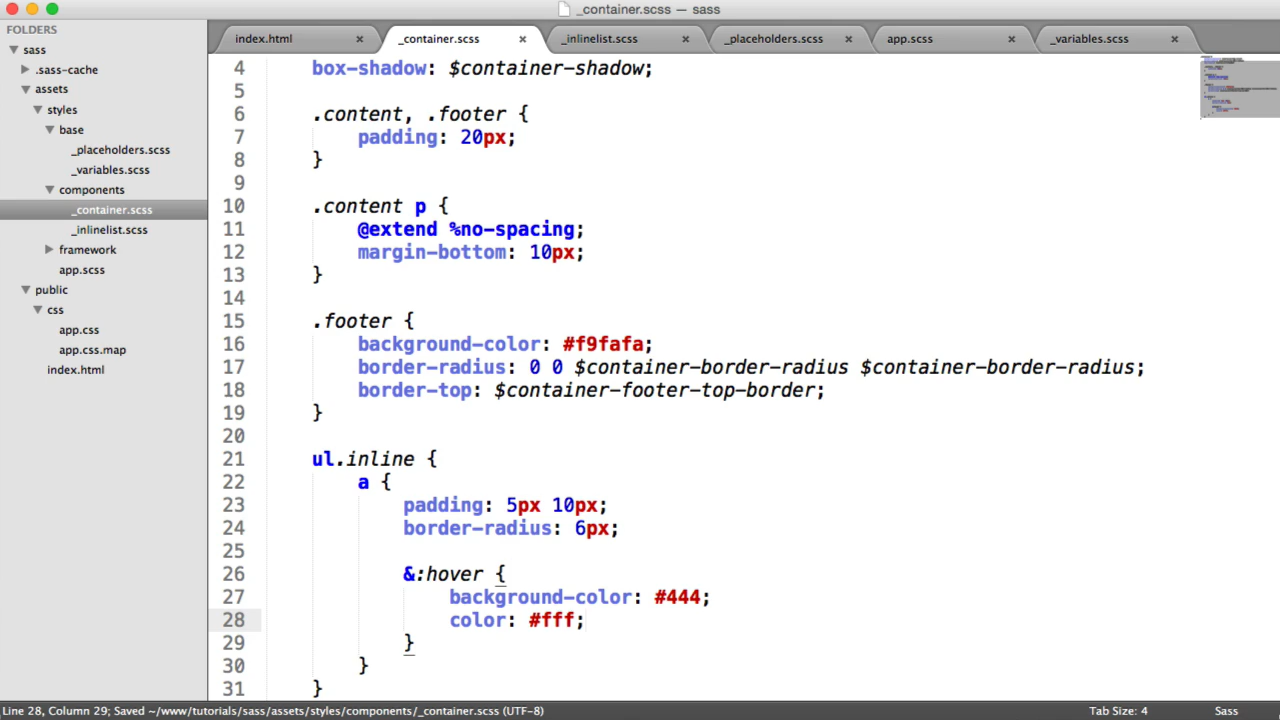 _container.scss — sass
FOLDERS
sass
.sass-cache
assets
styles
base
_placeholders.scss
_variables.scss
components
_container.scss
_inlinelist.scss
framework
app.scss
public
css
app.css
app.css.map
index.html
index.html × _container.scss × _inlinelist.scss × _placeholders.scss × app.scss × _variables.scss ×
4 box-shadow: $container-shadow;
5
6 .content, .footer {
7 padding: 20px;
8 }
9
10 .content p {
11 @extend %no-spacing;
12 margin-bottom: 10px;
13 }
14
15 .footer {
16 background-color: #f9fafa;
17 border-radius: 0 0 $container-border-radius $container-border-radius;
18 border-top: $container-footer-top-border;
19 }
20
21 ul.inline {
22 a {
23 padding: 5px 10px;
24 border-radius: 6px;
25
26 &:hover {
27 background-color: #444;
28 color: #fff;
29 }
30 }
31 }
Line 28, Column 29; Saved ~/www/tutorials/sass/assets/styles/components/_container.scss (UTF-8) Tab Size: 4 Sass